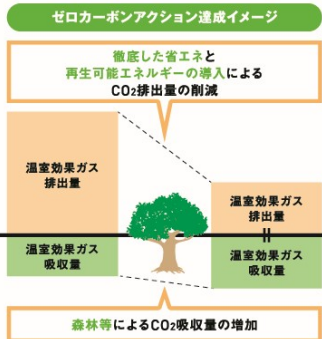 ゼロカーボンアクション達成イメージ
徹底した省エネと
再生可能エネルギーの導入による
CO₂排出量の削減
温室効果ガス
排出量
温室効果ガス
排出量
温室効果ガス
吸収量
温室効果ガス
吸収量
森林等によるCO₂吸収量の増加